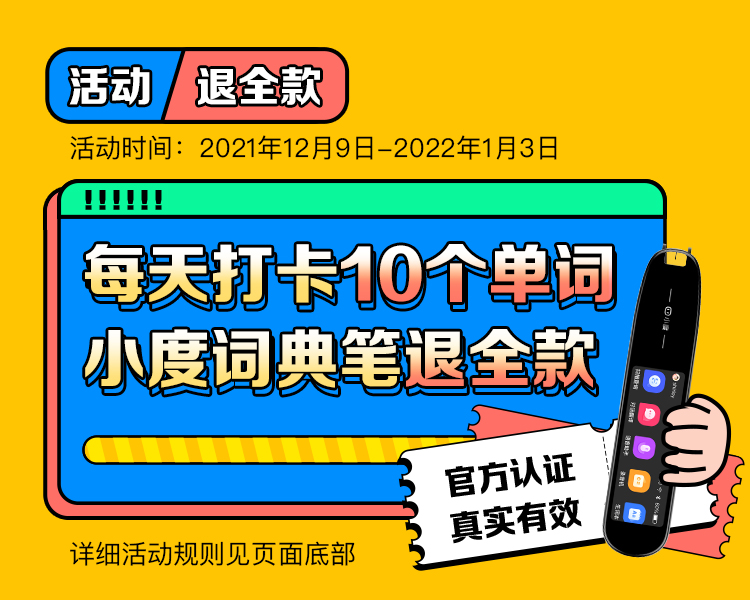 活动 退全款
活动时间：2021年12月9日-2022年1月3日
!!!!!!
每天打卡10个单词
小度词典笔退全款
官方认证
真实有效
小度
详细活动规则见页面底部